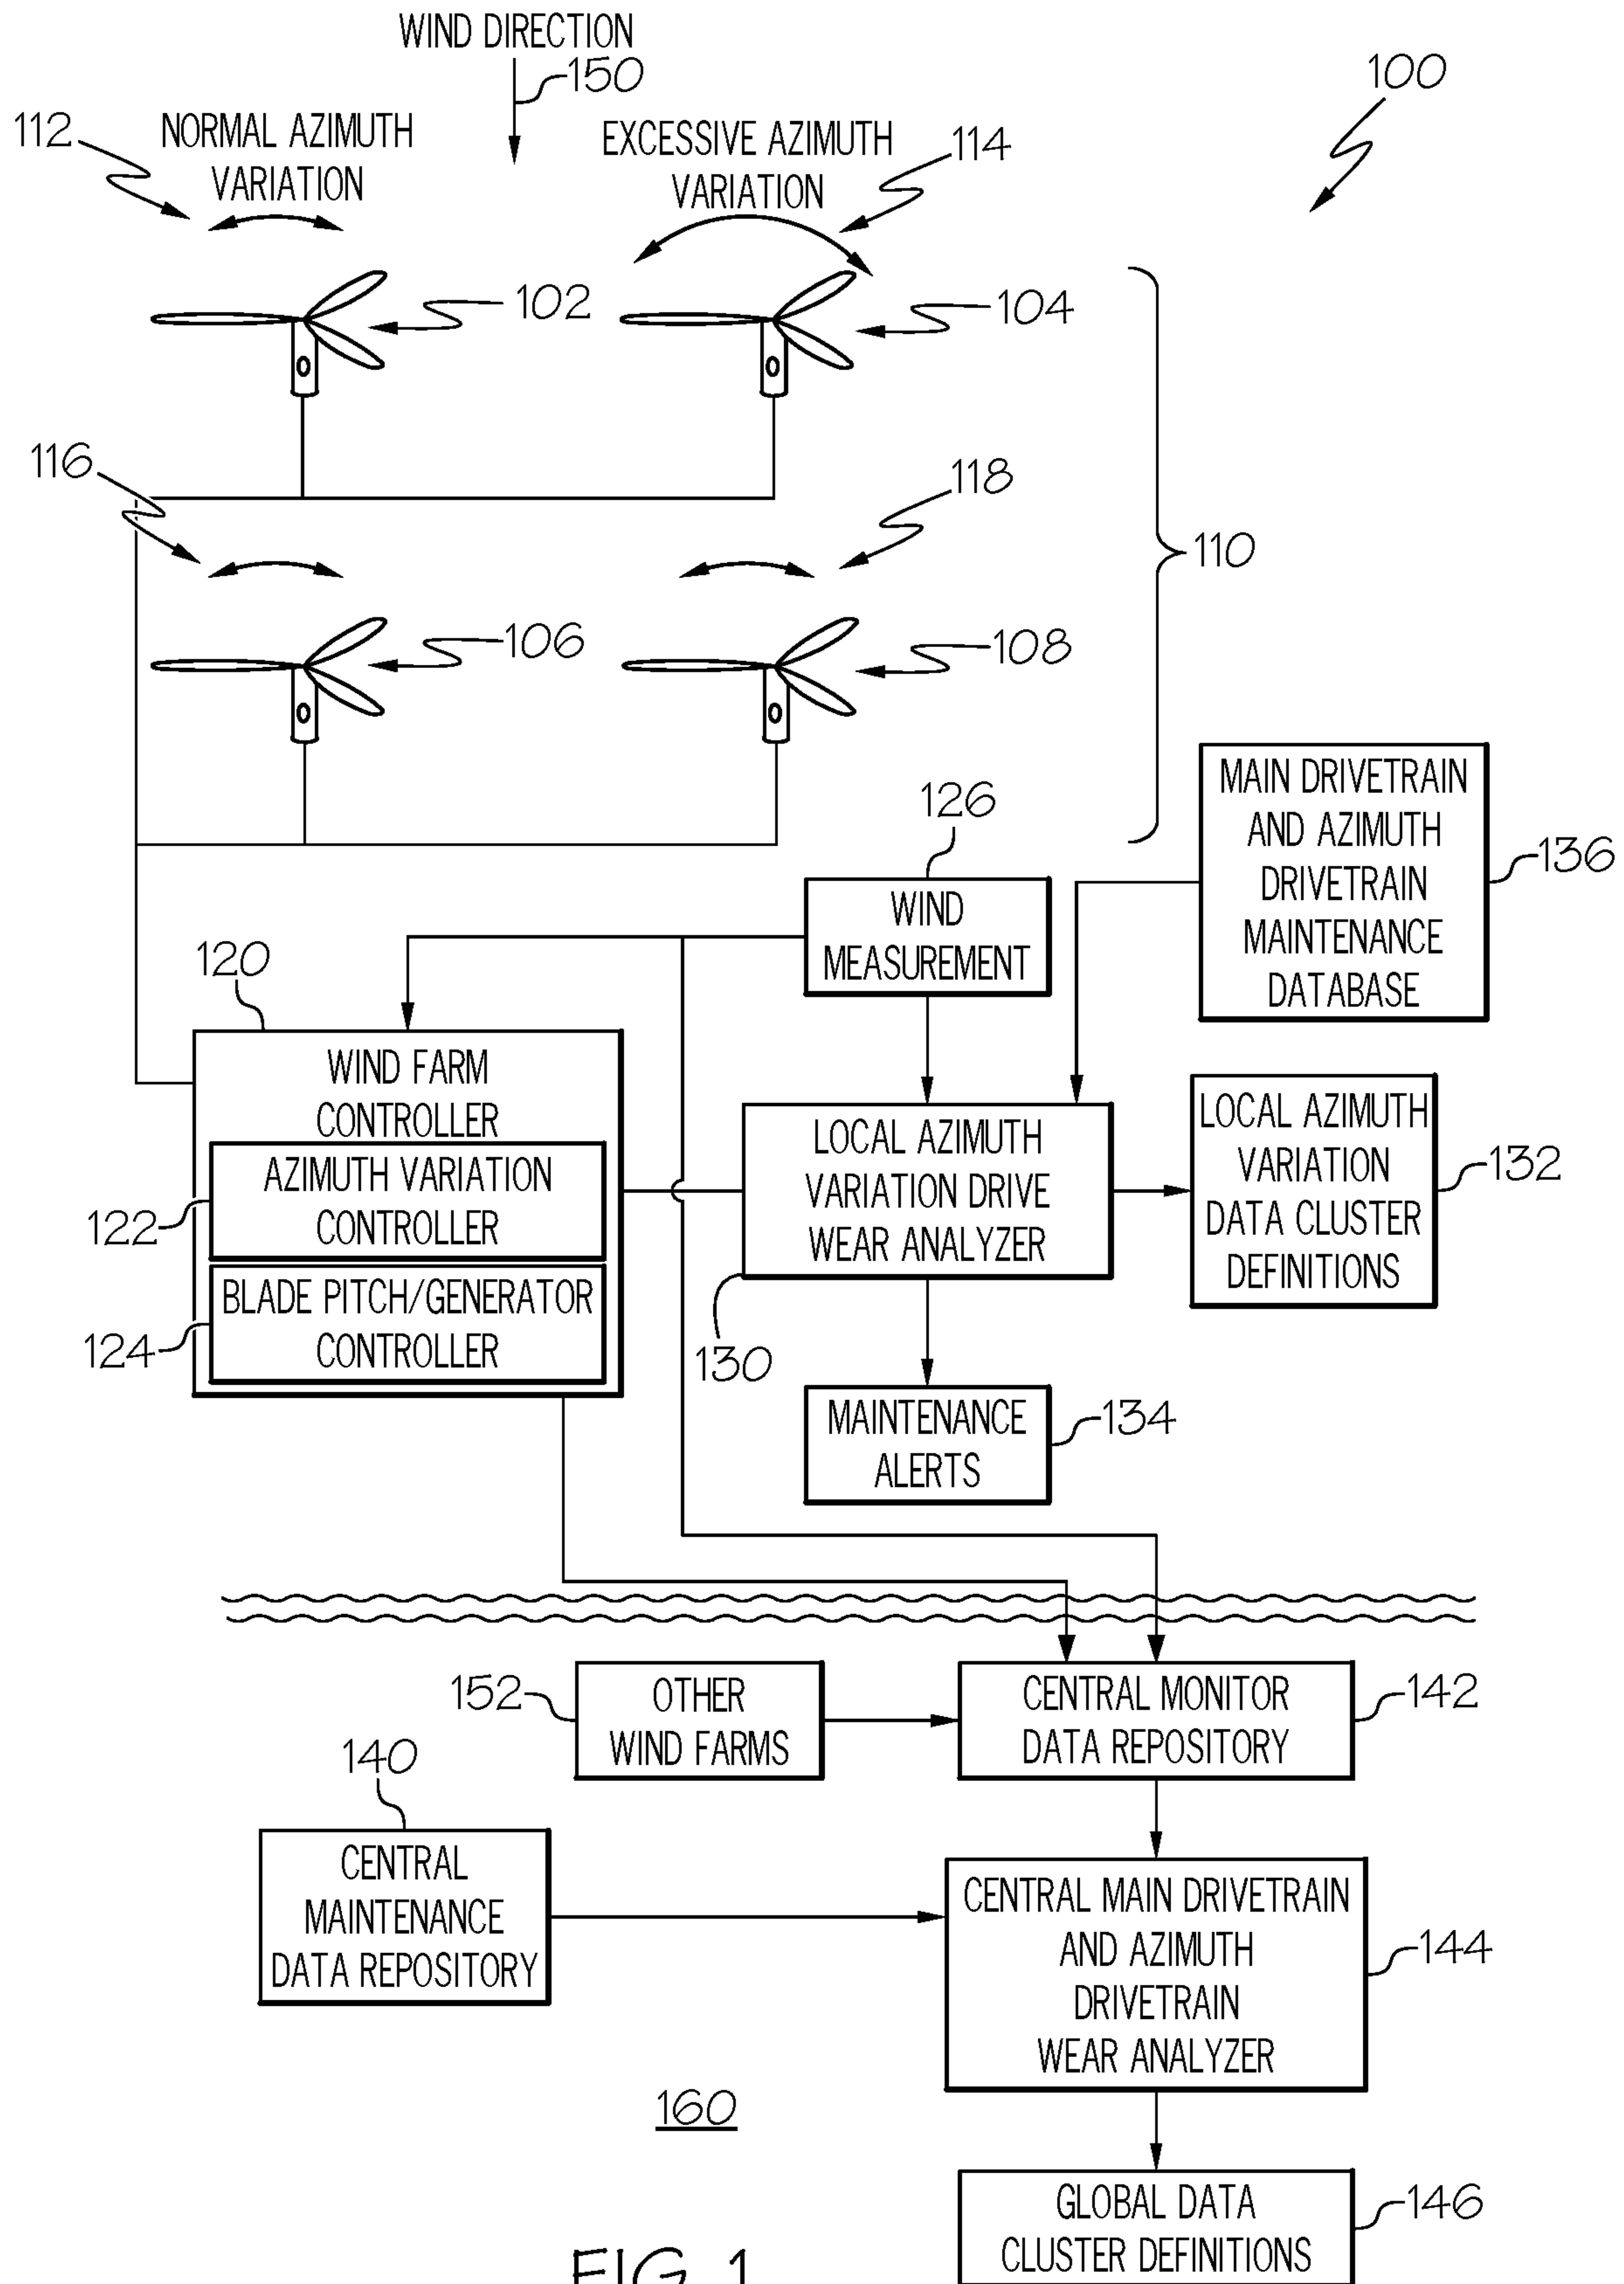 WIND DIRECTION
150
100
112
NORMAL AZIMUTH
VARIATION
EXCESSIVE AZIMUTH
VARIATION
114
102
104
116
118
110
106
108
126
WIND
MEASUREMENT
MAIN DRIVETRAIN
AND AZIMUTH
DRIVETRAIN
MAINTENANCE
DATABASE
136
120
WIND FARM
CONTROLLER
AZIMUTH VARIATION
CONTROLLER
122
BLADE PITCH/GENERATOR
CONTROLLER
124
LOCAL AZIMUTH
VARIATION DRIVE
WEAR ANALYZER
130
LOCAL AZIMUTH
VARIATION
DATA CLUSTER
DEFINITIONS
132
MAINTENANCE
ALERTS
134
152
OTHER
WIND FARMS
CENTRAL MONITOR
DATA REPOSITORY
142
140
CENTRAL
MAINTENANCE
DATA REPOSITORY
CENTRAL MAIN DRIVETRAIN
AND AZIMUTH
DRIVETRAIN
WEAR ANALYZER
144
160
GLOBAL DATA
CLUSTER DEFINITIONS
146
FIG. 1